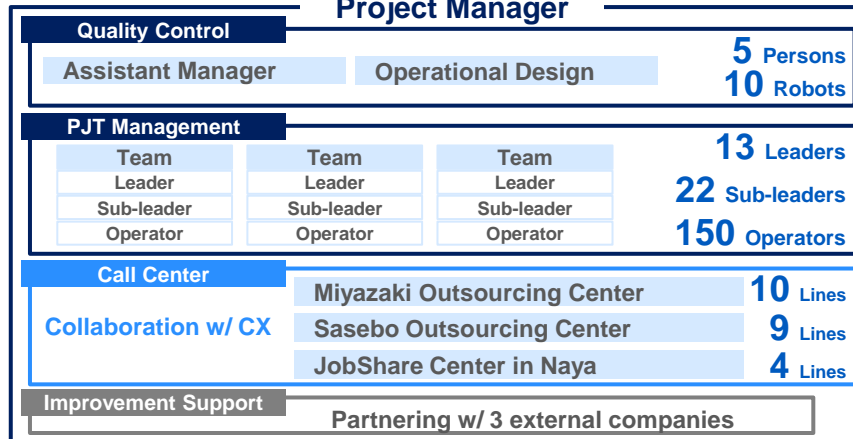 Project Manager
Quality Control
Assistant Manager
Operational Design
5 Persons
10 Robots
PJT Management
Team Team Team
Leader Leader Leader
Sub-leader Sub-leader Sub-leader
Operator Operator Operator
13 Leaders
22 Sub-leaders
150 Operators
Call Center
Collaboration w/ CX
Miyazaki Outsourcing Center 10 Lines
Sasebo Outsourcing Center 9 Lines
JobShare Center in Naya 4 Lines
Improvement Support
Partnering w/ 3 external companies